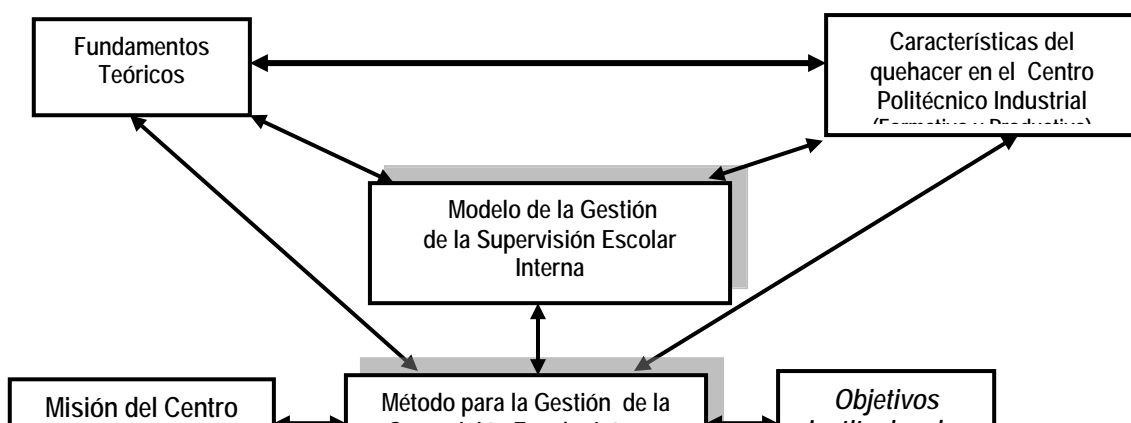 Fundamentos
Teóricos
Características del
quehacer en el Centro
Politécnico Industrial
Modelo de la Gestión
de la Supervisión Escolar
Interna
Misión del Centro
Método para la Gestión de la
Objetivos